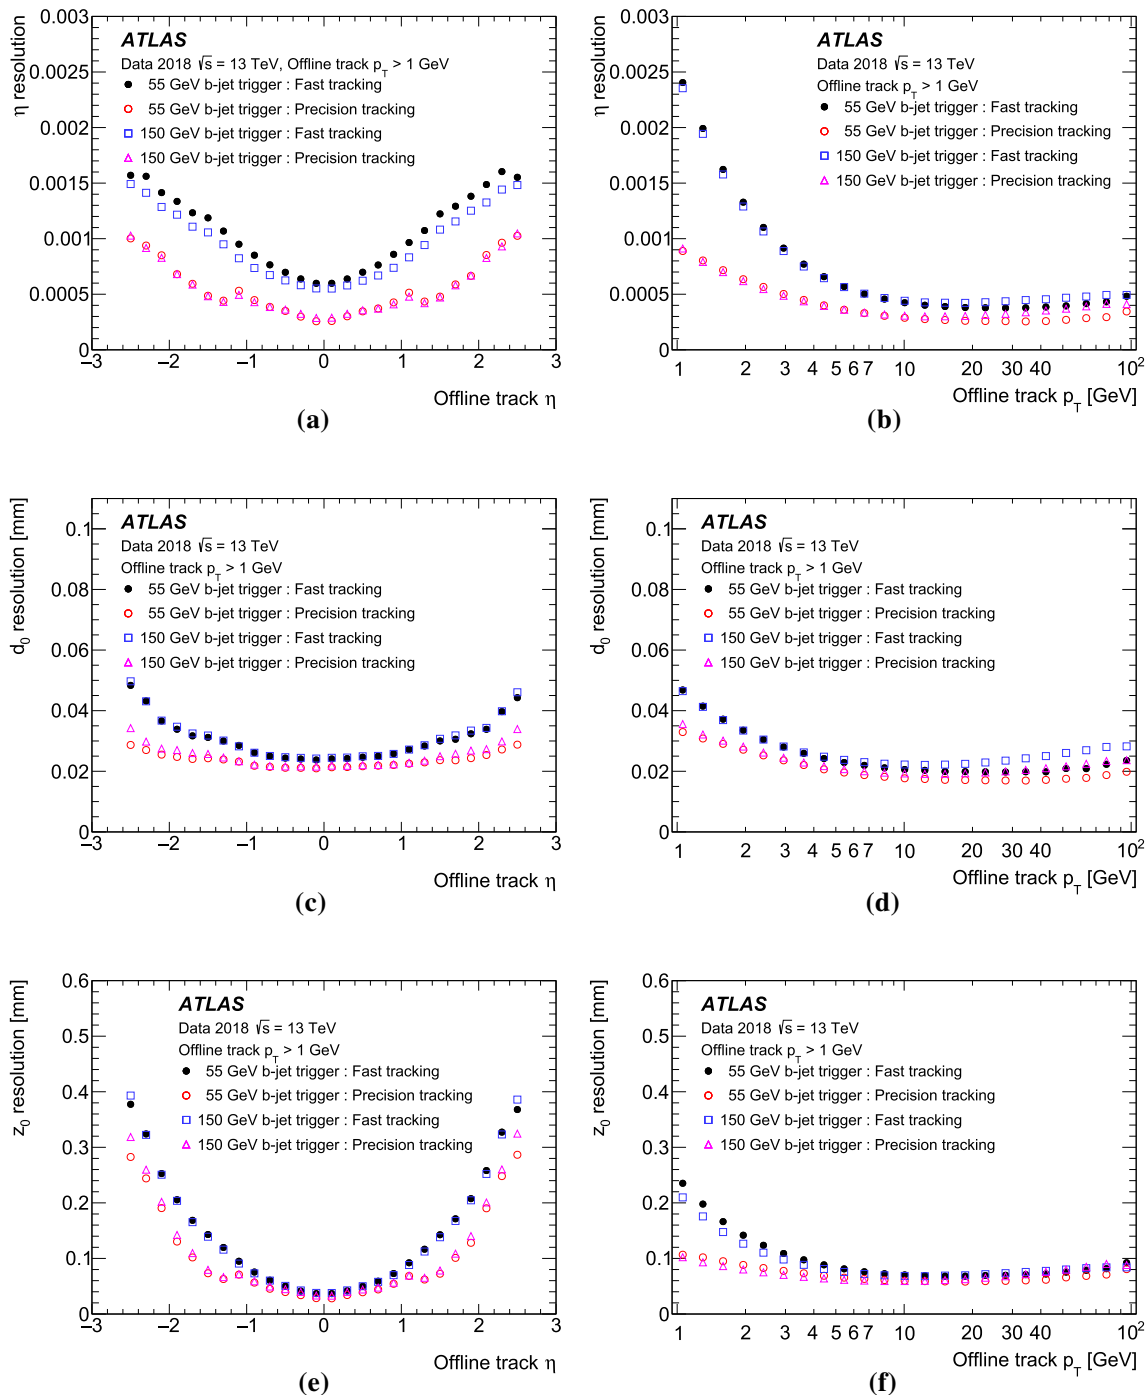 0.003
0.0025
0.002
0.0015
0.001
0.0005
0
η resolution
ATLAS
Data 2018 √s = 13 TeV, Offline track p_T > 1 GeV
55 GeV b-jet trigger : Fast tracking
55 GeV b-jet trigger : Precision tracking
150 GeV b-jet trigger : Fast tracking
150 GeV b-jet trigger : Precision tracking
−3 −2 −1 0 1 2 3
Offline track η
(a)
0.003
0.0025
0.002
0.0015
0.001
0.0005
0
η resolution
ATLAS
Data 2018 √s = 13 TeV
Offline track p_T > 1 GeV
55 GeV b-jet trigger : Fast tracking
55 GeV b-jet trigger : Precision tracking
150 GeV b-jet trigger : Fast tracking
150 GeV b-jet trigger : Precision tracking
1 2 3 4 5 6 7 10 20 30 40 10²
Offline track p_T [GeV]
(b)
0.1
0.08
0.06
0.04
0.02
0
d₀ resolution [mm]
ATLAS
Data 2018 √s = 13 TeV
Offline track p_T > 1 GeV
55 GeV b-jet trigger : Fast tracking
55 GeV b-jet trigger : Precision tracking
150 GeV b-jet trigger : Fast tracking
150 GeV b-jet trigger : Precision tracking
−3 −2 −1 0 1 2 3
Offline track η
(c)
0.1
0.08
0.06
0.04
0.02
0
d₀ resolution [mm]
ATLAS
Data 2018 √s = 13 TeV
Offline track p_T > 1 GeV
55 GeV b-jet trigger : Fast tracking
55 GeV b-jet trigger : Precision tracking
150 GeV b-jet trigger : Fast tracking
150 GeV b-jet trigger : Precision tracking
1 2 3 4 5 6 7 10 20 30 40 10²
Offline track p_T [GeV]
(d)
0.6
0.5
0.4
0.3
0.2
0.1
0
z₀ resolution [mm]
ATLAS
Data 2018 √s = 13 TeV
Offline track p_T > 1 GeV
55 GeV b-jet trigger : Fast tracking
55 GeV b-jet trigger : Precision tracking
150 GeV b-jet trigger : Fast tracking
150 GeV b-jet trigger : Precision tracking
−3 −2 −1 0 1 2 3
Offline track η
(e)
0.6
0.5
0.4
0.3
0.2
0.1
0
z₀ resolution [mm]
ATLAS
Data 2018 √s = 13 TeV
Offline track p_T > 1 GeV
55 GeV b-jet trigger : Fast tracking
55 GeV b-jet trigger : Precision tracking
150 GeV b-jet trigger : Fast tracking
150 GeV b-jet trigger : Precision tracking
1 2 3 4 5 6 7 10 20 30 40 10²
Offline track p_T [GeV]
(f)